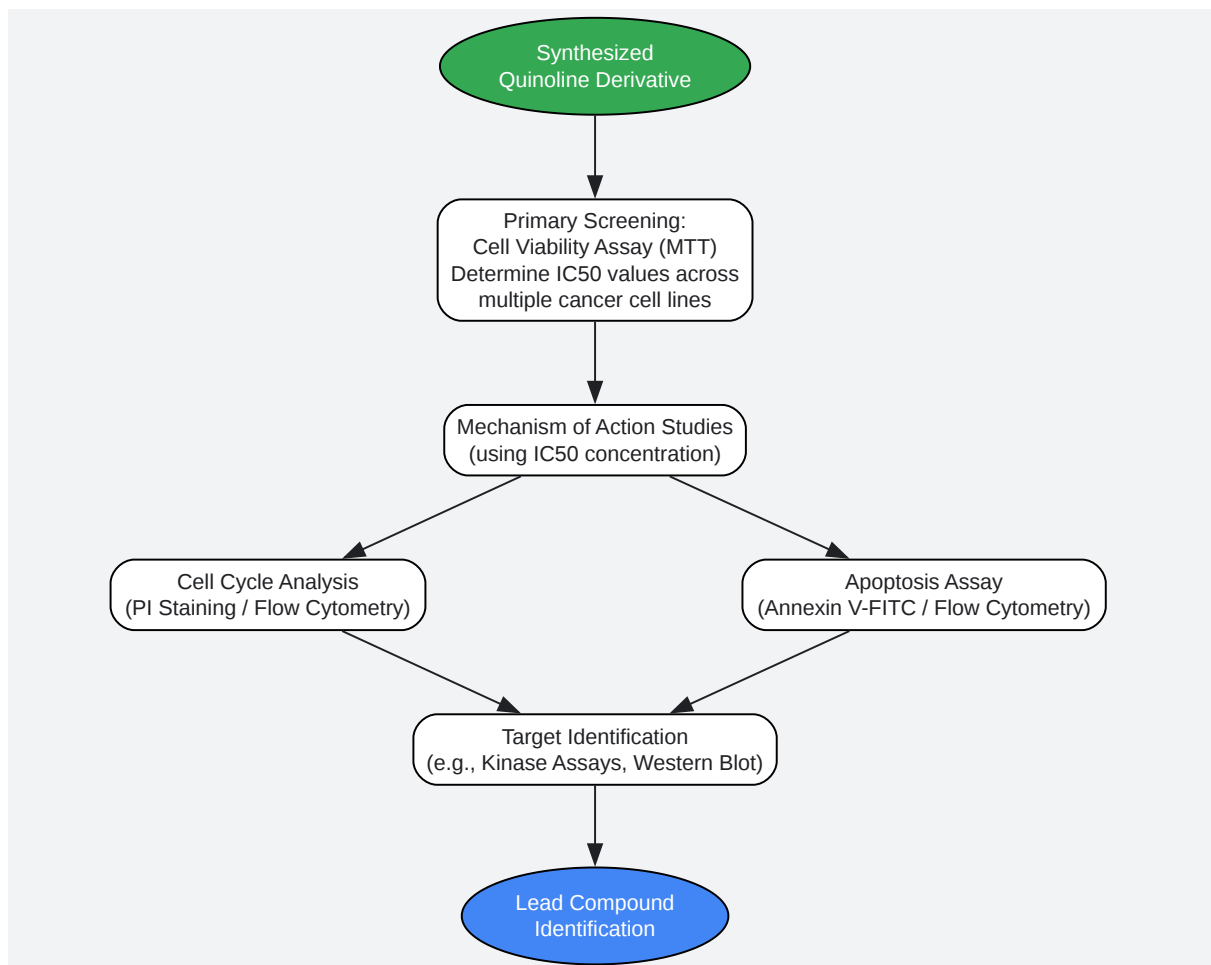 Synthesized
Quinoline Derivative
Primary Screening:
Cell Viability Assay (MTT)
Determine IC50 values across
multiple cancer cell lines
Mechanism of Action Studies
(using IC50 concentration)
Cell Cycle Analysis
(PI Staining / Flow Cytometry)
Apoptosis Assay
(Annexin V-FITC / Flow Cytometry)
Target Identification
(e.g., Kinase Assays, Western Blot)
Lead Compound
Identification